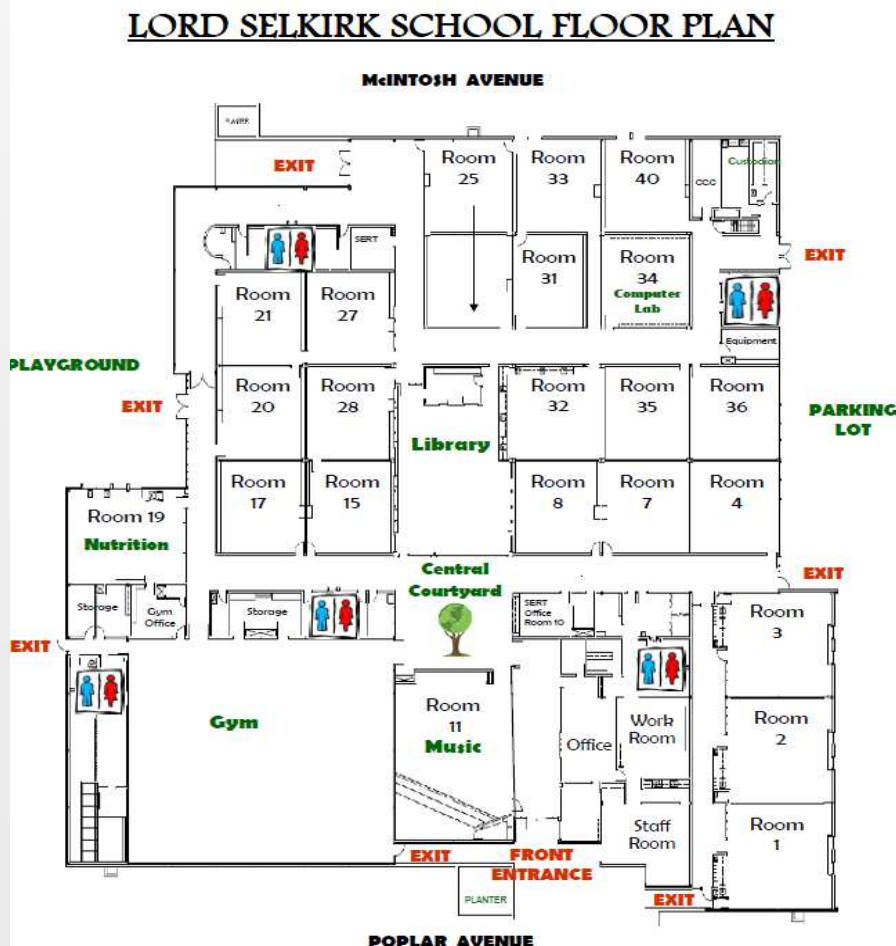 LORD SELKIRK SCHOOL FLOOR PLAN
McINTOSH AVENUE
EXIT
Room
25
Room
33
Room
40
CCC
Custodian
SERT
Room
31
Room
34
Computer
Lab
EXIT
Room
21
Room
27
Equipment
PLAYGROUND
EXIT
Room
20
Room
28
Library
Room
32
Room
35
Room
36
PARKING
LOT
Room
17
Room
15
Room
8
Room
7
Room
4
Room 19
Nutrition
Central
Courtyard
EXIT
Storage
Gym
Office
Storage
SERT
Office
Room 10
Room
3
EXIT
Gym
Room
11
Music
Office
Work
Room
Room
2
Staff
Room
Room
1
EXIT
FRONT
ENTRANCE
EXIT
PLANTER
POPLAR AVENUE